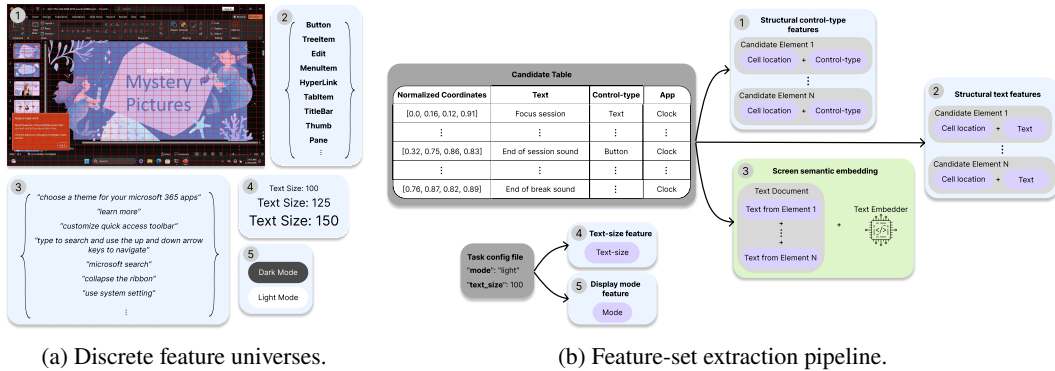 1
REVEALED
Mystery
Pictures
2
Button
TreeItem
Edit
MenuItem
HyperLink
TabItem
TitleBar
Thumb
Pane
⋮
3
"choose a theme for your microsoft 365 apps"
"learn more"
"customize quick access toolbar"
"type to search and use the up and down arrow
keys to navigate"
"microsoft search"
"collapse the ribbon"
"use system setting"
⋮
4
Text Size: 100
Text Size: 125
Text Size: 150
5
Dark Mode
Light Mode
(a) Discrete feature universes.
Candidate Table
Normalized Coordinates Text Control-type App
[0.0, 0.16, 0.12, 0.91] Focus session Text Clock
⋮ ⋮ ⋮ ⋮
[0.32, 0.75, 0.86, 0.83] End of session sound Button Clock
⋮ ⋮ ⋮ ⋮
[0.76, 0.87, 0.82, 0.89] End of break sound ⋮ Clock
Task config file
"mode": "light"
"text_size": 100
1
Structural control-type
features
Candidate Element 1
Cell location + Control-type
⋮
Candidate Element N
Cell location + Control-type
2
Structural text features
Candidate Element 1
Cell location + Text
⋮
Candidate Element N
Cell location + Text
3
Screen semantic embedding
Text Document
Text from Element 1
+
⋮
+
Text from Element N
+
Text Embedder
4
Text-size feature
Text-size
5
Display mode
feature
Mode
(b) Feature-set extraction pipeline.